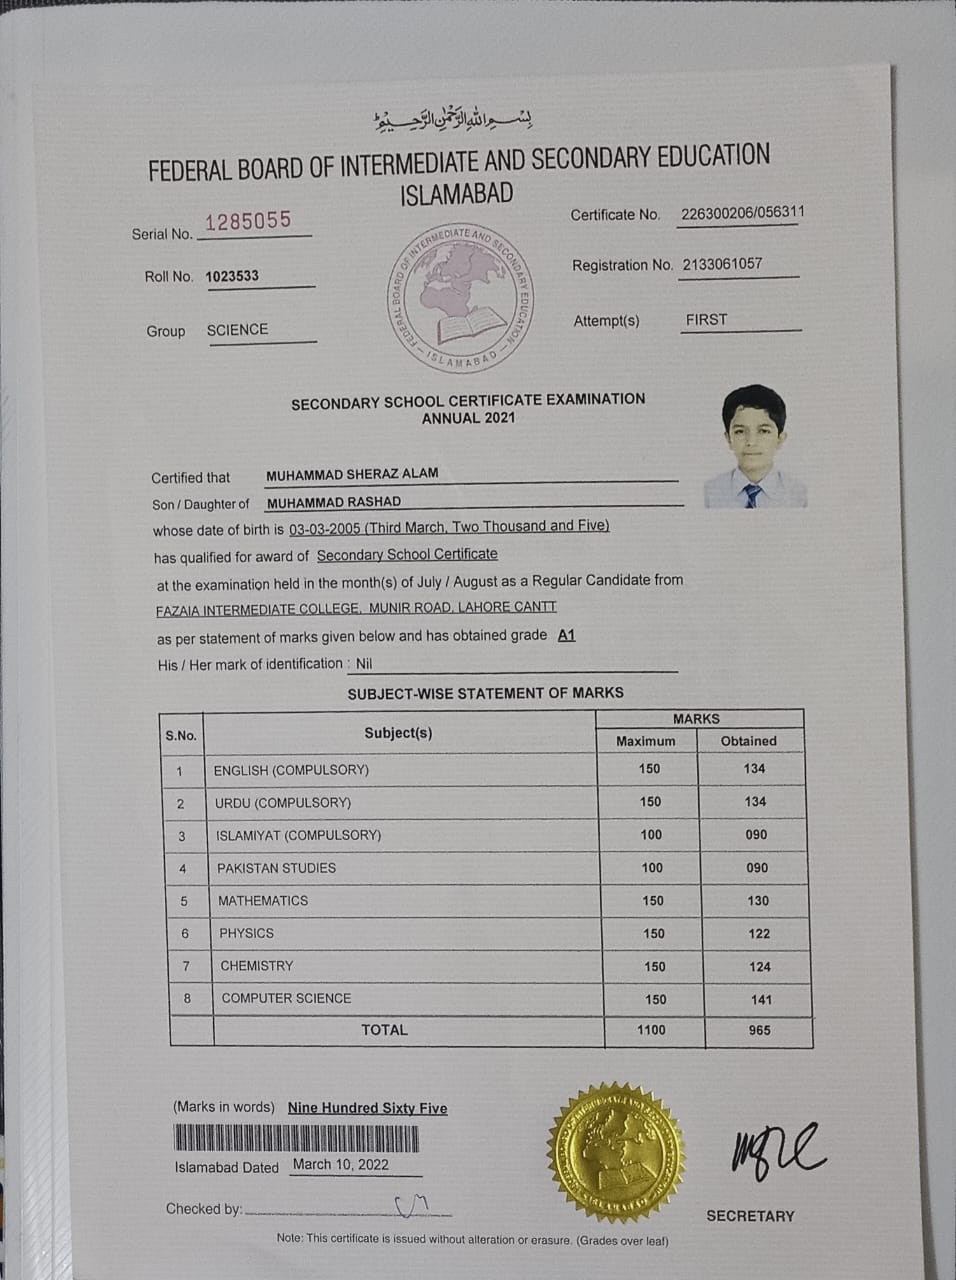 بِسْمِ اللهِ الرَّحْمٰنِ الرَّحِيْمِ
FEDERAL BOARD OF INTERMEDIATE AND SECONDARY EDUCATION
ISLAMABAD
Serial No. 1285055
Certificate No. 226300206/056311
Roll No. 1023533
Registration No. 2133061057
Group SCIENCE
Attempt(s) FIRST
FEDERAL BOARD OF INTERMEDIATE AND SECONDARY EDUCATION
— ISLAMABAD —
SECONDARY SCHOOL CERTIFICATE EXAMINATION
ANNUAL 2021
Certified that MUHAMMAD SHERAZ ALAM
Son / Daughter of MUHAMMAD RASHAD
whose date of birth is 03-03-2005 (Third March, Two Thousand and Five)
has qualified for award of Secondary School Certificate
at the examination held in the month(s) of July / August as a Regular Candidate from
FAZAIA INTERMEDIATE COLLEGE, MUNIR ROAD, LAHORE CANTT
as per statement of marks given below and has obtained grade A1
His / Her mark of identification : Nil
SUBJECT-WISE STATEMENT OF MARKS
S.No. Subject(s) MARKS
Maximum Obtained
1 ENGLISH (COMPULSORY) 150 134
2 URDU (COMPULSORY) 150 134
3 ISLAMIYAT (COMPULSORY) 100 090
4 PAKISTAN STUDIES 100 090
5 MATHEMATICS 150 130
6 PHYSICS 150 122
7 CHEMISTRY 150 124
8 COMPUTER SCIENCE 150 141
TOTAL 1100 965
(Marks in words) Nine Hundred Sixty Five
Islamabad Dated March 10, 2022
Checked by:
SECRETARY
Note: This certificate is issued without alteration or erasure. (Grades over leaf)